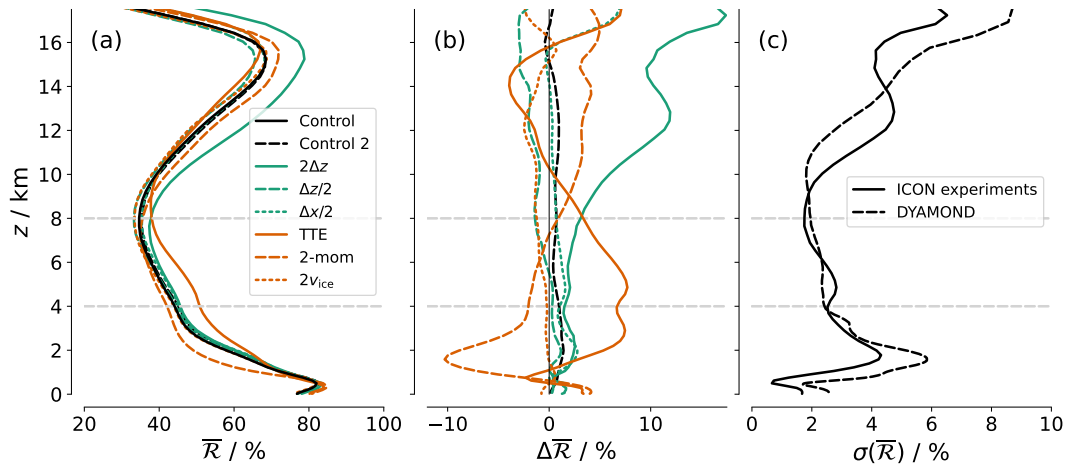 (a)
(b)
(c)
z / km
16
14
12
10
8
6
4
2
0
Control
Control 2
2Δz
Δz/2
Δx/2
TTE
2-mom
2v_ice
ICON experiments
DYAMOND
20 40 60 80 100
−10 0 10
0 2 4 6 8 10
R̅ / %
ΔR̅ / %
σ(R̅) / %